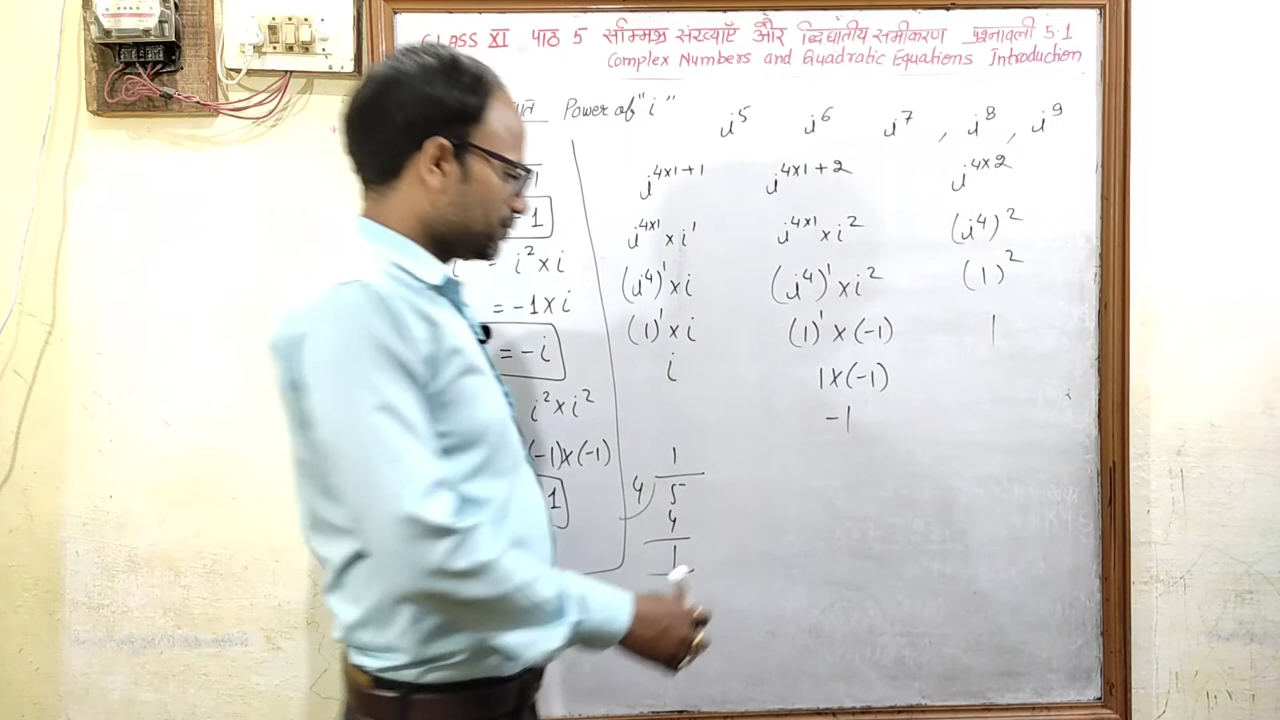 CLASS XI पाठ 5 सम्मिश्र संख्याएँ और द्विघातीय समीकरण प्रश्नावली 5.1
Complex Numbers and Quadratic Equations Introduction
Power of "i"
i⁵ i⁶ i⁷ , i⁸ , i⁹
i^{4×1+1} i^{4×1+2} i^{4×2}
i^{4×1}×i¹ i^{4×1}×i² (i⁴)²
(i⁴)¹×i (i⁴)¹×i² (1)²
(1)¹×i (1)¹×(-1) 1
i 1×(-1)
-1
1
4 5
4
1
1
- i²×i
= -1×i
= -i
i²×i²
(-1)×(-1)
1